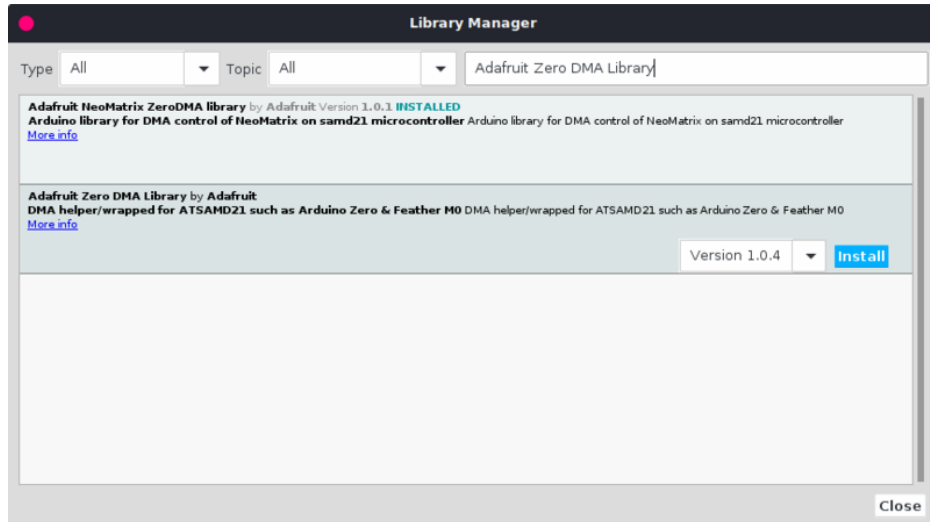 Library Manager
Type All Topic All Adafruit Zero DMA Library
Adafruit NeoMatrix ZeroDMA library by Adafruit Version 1.0.1 INSTALLED
Arduino library for DMA control of NeoMatrix on samd21 microcontroller Arduino library for DMA control of NeoMatrix on samd21 microcontroller
More info
Adafruit Zero DMA Library by Adafruit
DMA helper/wrapped for ATSAMD21 such as Arduino Zero & Feather M0 DMA helper/wrapped for ATSAMD21 such as Arduino Zero & Feather M0
More info
Version 1.0.4 Install
Close